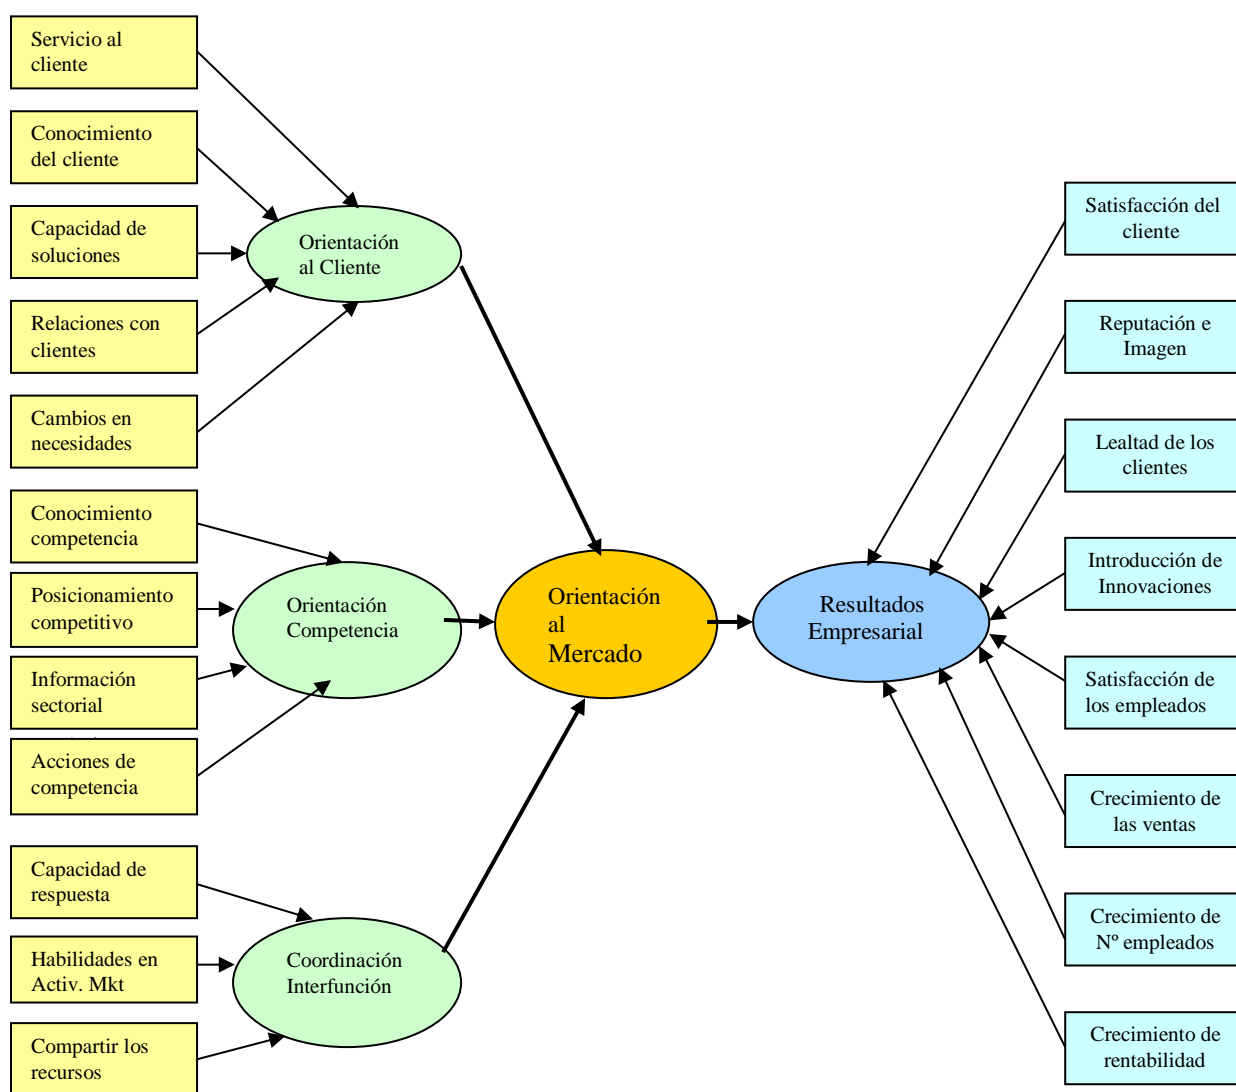 Servicio al
cliente
Conocimiento
del cliente
Capacidad de
soluciones
Relaciones con
clientes
Cambios en
necesidades
Conocimiento
competencia
Posicionamiento
competitivo
Información
sectorial
Acciones de
competencia
Capacidad de
respuesta
Habilidades en
Activ. Mkt
Compartir los
recursos
Orientación
al Cliente
Orientación
Competencia
Coordinación
Interfunción
Orientación
al
Mercado
Resultados
Empresarial
Satisfacción del
cliente
Reputación e
Imagen
Lealtad de los
clientes
Introducción de
Innovaciones
Satisfacción de
los empleados
Crecimiento de
las ventas
Crecimiento de
Nº empleados
Crecimiento de
rentabilidad